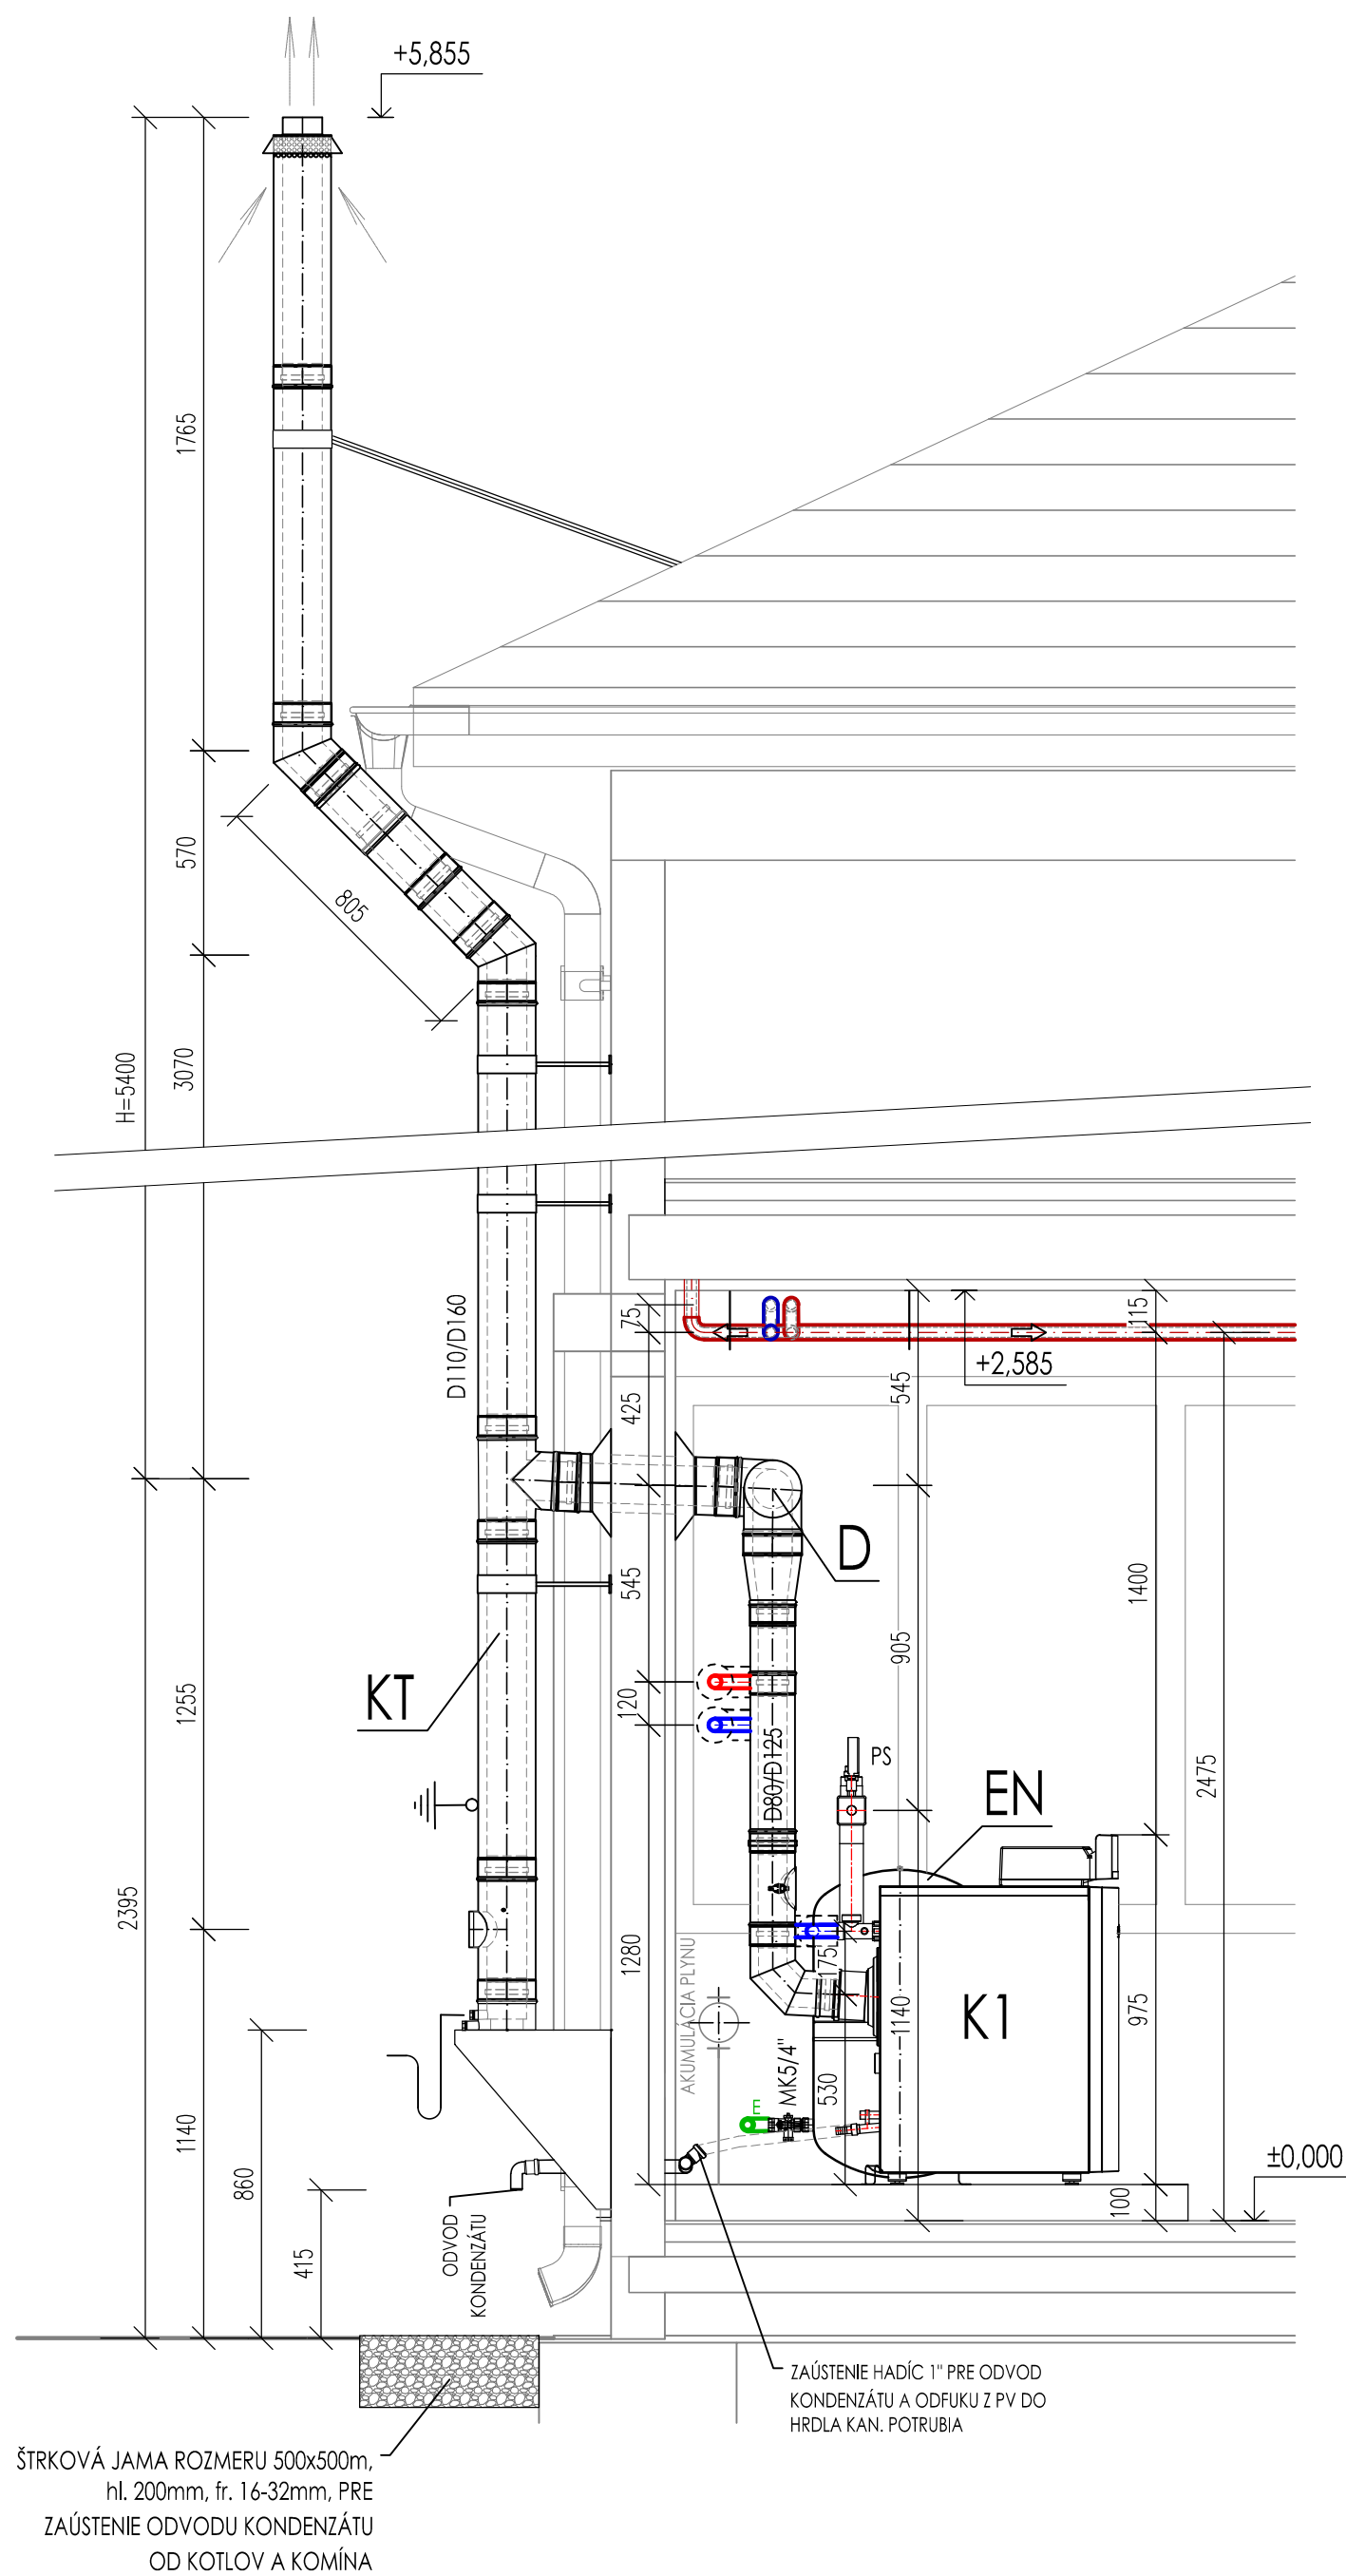 +5,855
1765
570
805
H=5400
3070
D110/D160
75
115
+2,585
545
425
D
1400
545
905
KT
120
1255
D80/D125
PS
2475
EN
2395
1280
AKUMULÁCIA PLYNU
175
1140
K1
975
MK5/4"
530
E
1140
860
±0,000
100
415
ODVOD
KONDENZÁTU
ZAÚSTENIE HADÍC 1" PRE ODVOD
KONDENZÁTU A ODFUKU Z PV DO
HRDLA KAN. POTRUBIA
ŠTRKOVÁ JAMA ROZMERU 500x500m,
hl. 200mm, fr. 16-32mm, PRE
ZAÚSTENIE ODVODU KONDENZÁTU
OD KOTLOV A KOMÍNA